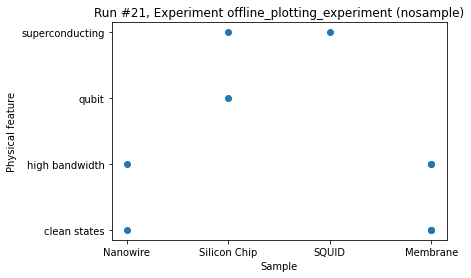 Run #21, Experiment offline_plotting_experiment (nosample)
superconducting
qubit
high bandwidth
clean states
Physical feature
Nanowire
Silicon Chip
SQUID
Membrane
Sample